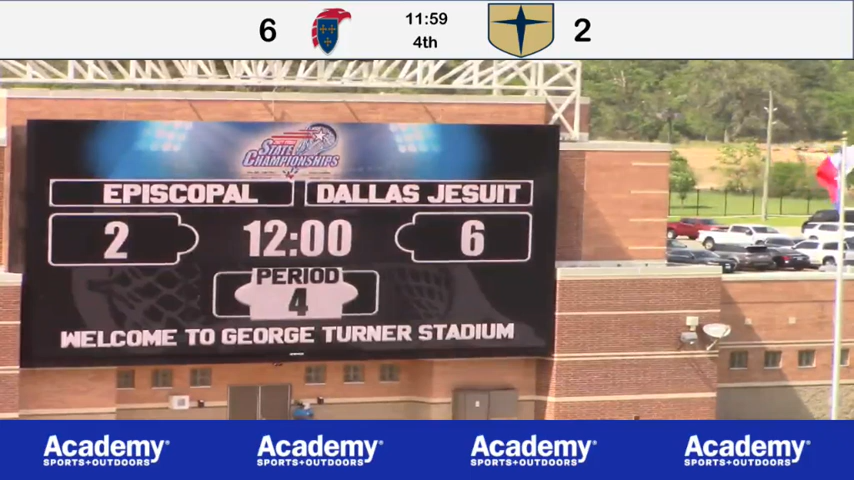 6 11:59 2
4th
STATE
CHAMPIONSHIPS
EPISCOPAL DALLAS JESUIT
2 12:00 6
PERIOD
4
WELCOME TO GEORGE TURNER STADIUM
Academy Academy Academy Academy
SPORTS+OUTDOORS SPORTS+OUTDOORS SPORTS+OUTDOORS SPORTS+OUTDOORS